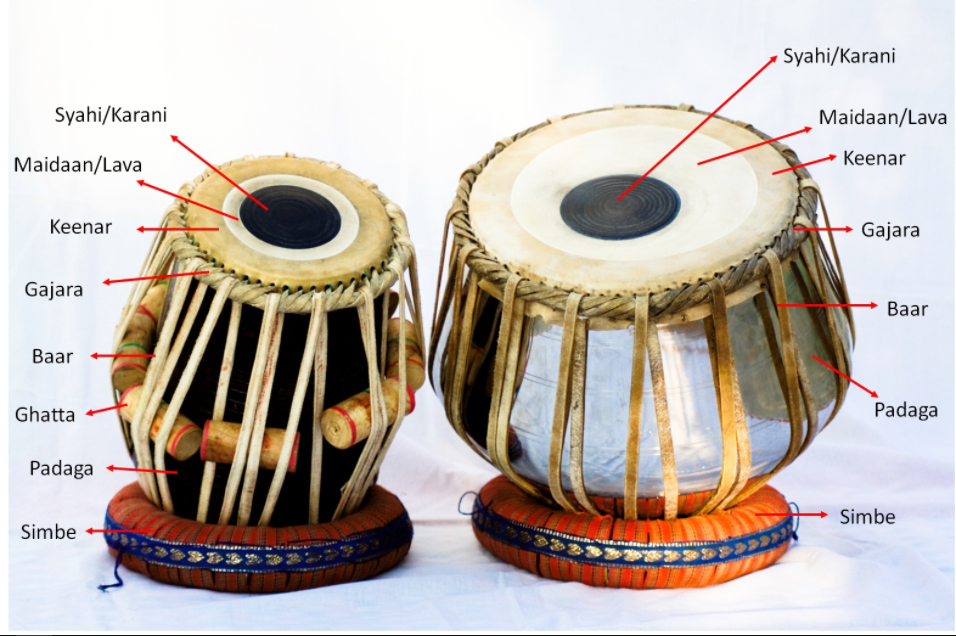 Syahi/Karani
Maidaan/Lava
Keenar
Gajara
Baar
Ghatta
Padaga
Simbe
Syahi/Karani
Maidaan/Lava
Keenar
Gajara
Baar
Padaga
Simbe